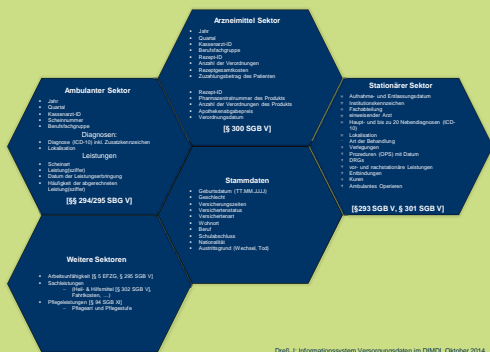 Arzneimittel Sektor
Jahr
Quartal
Kassenarzt-ID
Berufsfachgruppe
Rezept-ID
Anzahl der Verordnungen
Rezeptgesamtkosten
Zuzahlungsbetrag des Patienten
Rezept-ID
Pharmazentralnummer des Produkts
Anzahl der Verordnungen des Produkts
Apothekenabgabepreis
Verordnungsdatum
[§ 300 SGB V]
Ambulanter Sektor
Jahr
Quartal
Kassenarzt-ID
Scheinnummer
Berufsfachgruppe
Diagnosen:
Diagnose (ICD-10) inkl. Zusatzkennzeichen
Lokalisation
Leistungen
Scheinart
Leistung(sziffer)
Datum der Leistungserbringung
Häufigkeit der abgerechneten
Leistung(sziffer)
[§§ 294/295 SBG V]
Stationärer Sektor
Aufnahme- und Entlassungsdatum
Institutionskennzeichen
Fachabteilung
einweisender Arzt
Haupt- und bis zu 20 Nebendiagnosen (ICD-
10)
Lokalisation
Art der Behandlung
Verlegungen
Prozeduren (OPS) mit Datum
DRGs
vor- und nachstationäre Leistungen
Entbindungen
Kuren
Ambulantes Operieren
[§293 SGB V, § 301 SGB V]
Stammdaten
Geburtsdatum (TT.MM.JJJJ)
Geschlecht
Versicherungszeiten
Versichertenstatus
Versichertenart
Wohnort
Beruf
Schulabschluss
Nationalität
Austrittsgrund (Wechsel, Tod)
Weitere Sektoren
Arbeitsunfähigkeit [§ 5 EFZG, § 295 SGB V]
Sachleistungen
– (Heil- & Hilfsmittel [§ 302 SGB V],
Fahrtkosten, …)
Pflegeleistungen [§ 94 SGB XI]
– Pflegeart und Pflegestufe
Dreß, J: Informationssystem Versorgungsdaten im DIMDI, Oktober 2014